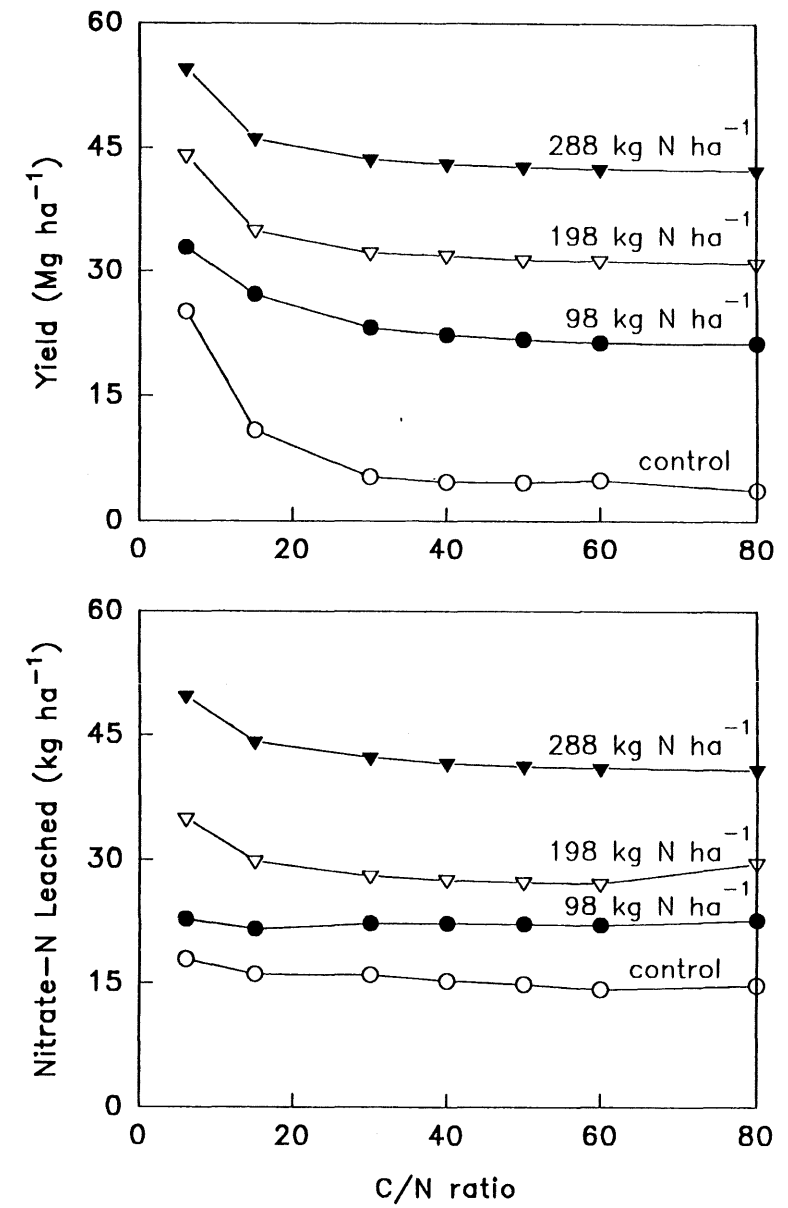 60
45
30
15
0
Yield (Mg ha⁻¹)
288 kg N ha⁻¹
198 kg N ha⁻¹
98 kg N ha⁻¹
control
0 20 40 60 80
60
45
30
15
0
Nitrate–N Leached (kg ha⁻¹)
288 kg N ha⁻¹
198 kg N ha⁻¹
98 kg N ha⁻¹
control
0 20 40 60 80
C/N ratio